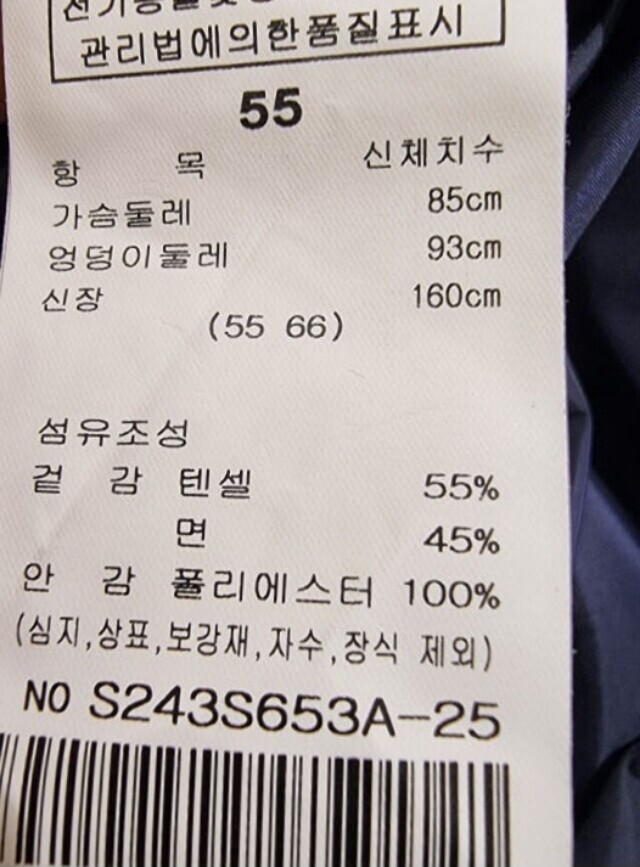 관리법에의한품질표시
55
항 목 신체치수
가슴둘레 85cm
엉덩이둘레 93cm
신장 160cm
(55 66)
섬유조성
겉 감 텐셀 55%
면 45%
안 감 폴리에스터 100%
(심지,상표,보강재,자수,장식 제외)
NO S243S653A-25